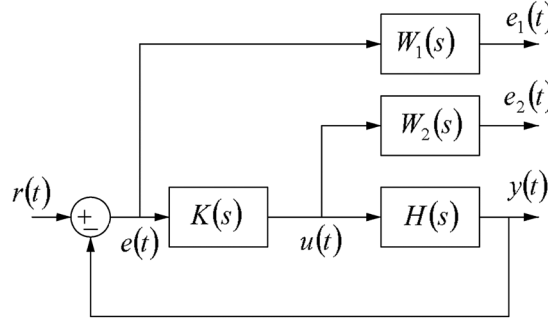 e₁(t)
W₁(s)
e₂(t)
W₂(s)
r(t)
y(t)
+
−
K(s)
H(s)
e(t)
u(t)